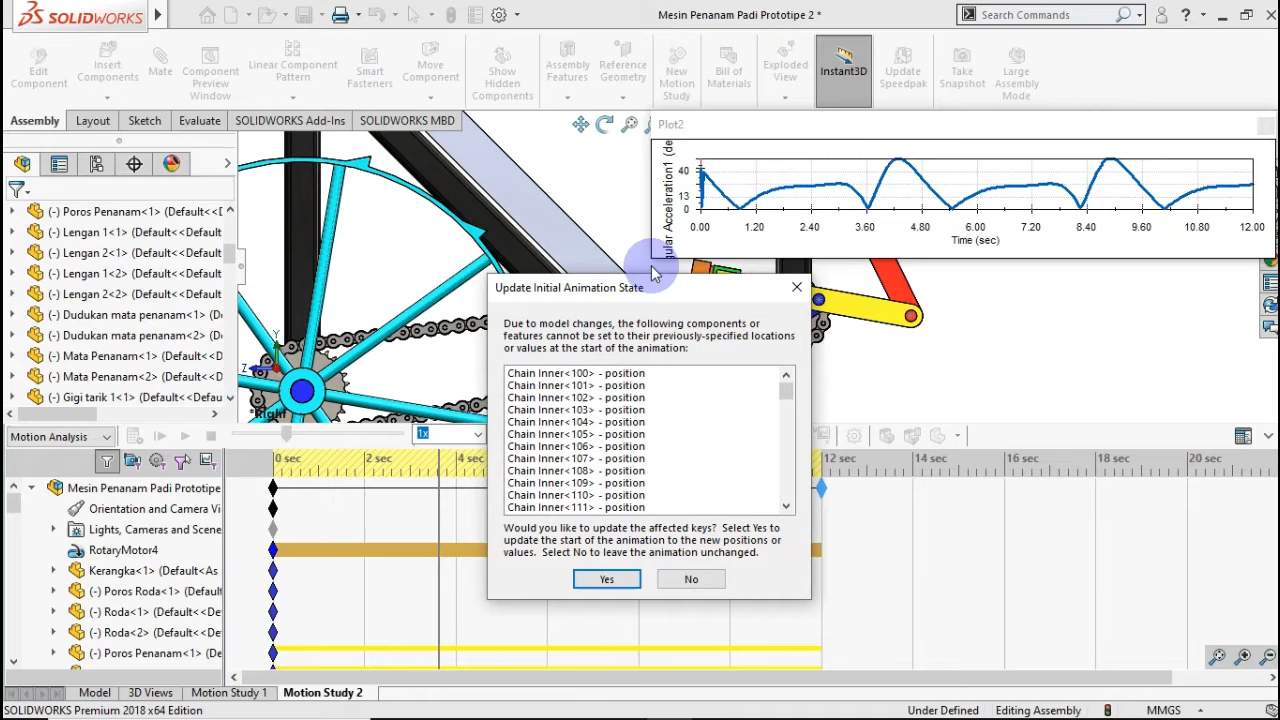 SOLIDWORKS
Mesin Penanam Padi Prototipe 2 *
Search Commands
?
Edit
Component
Insert
Components
Mate
Component
Preview
Window
Linear Component
Pattern
Smart
Fasteners
Move
Component
Show
Hidden
Components
Assembly
Features
Reference
Geometry
New
Motion
Study
Bill of
Materials
Exploded
View
Instant3D
Update
Speedpak
Take
Snapshot
Large
Assembly
Mode
Assembly
Layout
Sketch
Evaluate
SOLIDWORKS Add-Ins
SOLIDWORKS MBD
Plot2
gular Acceleration1 (de
40
13
0
0.00 1.20 2.40 3.60 4.80 6.00 7.20 8.40 9.60 10.80 12.00
Time (sec)
(-) Poros Penanam<1> (Default<<D
(-) Lengan 1<1> (Default<<Default
(-) Lengan 2<1> (Default<<Default
(-) Lengan 1<2> (Default<<Default
(-) Lengan 2<2> (Default<<Default
(-) Dudukan mata penanam<1> (
(-) Dudukan mata penanam<2> (
(-) Mata Penanam<1> (Default<<
(-) Mata Penanam<2> (Default<<
(-) Gigi tarik 1<1> (Default<<Def
Y
Z
*Right
Update Initial Animation State
Due to model changes, the following components or
features cannot be set to their previously-specified locations
or values at the start of the animation:
Chain Inner<100> - position
Chain Inner<101> - position
Chain Inner<102> - position
Chain Inner<103> - position
Chain Inner<104> - position
Chain Inner<105> - position
Chain Inner<106> - position
Chain Inner<107> - position
Chain Inner<108> - position
Chain Inner<109> - position
Chain Inner<110> - position
Chain Inner<111> - position
Would you like to update the affected keys? Select Yes to
update the start of the animation to the new positions or
values. Select No to leave the animation unchanged.
Yes
No
Motion Analysis
1x
0 sec
2 sec
4 sec
12 sec
14 sec
16 sec
18 sec
20 sec
Mesin Penanam Padi Prototipe
Orientation and Camera Vi
Lights, Cameras and Scene
RotaryMotor4
Kerangka<1> (Default<As
(-) Poros Roda<1> (Default
(-) Roda<1> (Default<<De
(-) Roda<2> (Default<<De
(-) Poros Penanam<1> (De
Model
3D Views
Motion Study 1
Motion Study 2
SOLIDWORKS Premium 2018 x64 Edition
Under Defined
Editing Assembly
MMGS